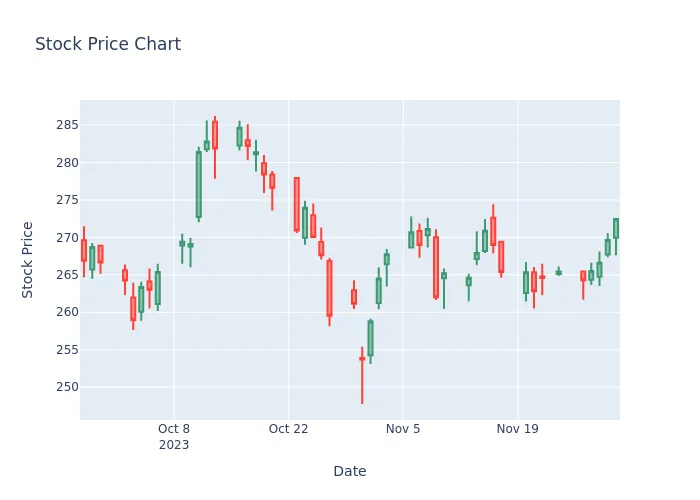 Stock Price Chart
Stock Price
285
280
275
270
265
260
255
250
Oct 8
2023
Oct 22
Nov 5
Nov 19
Date